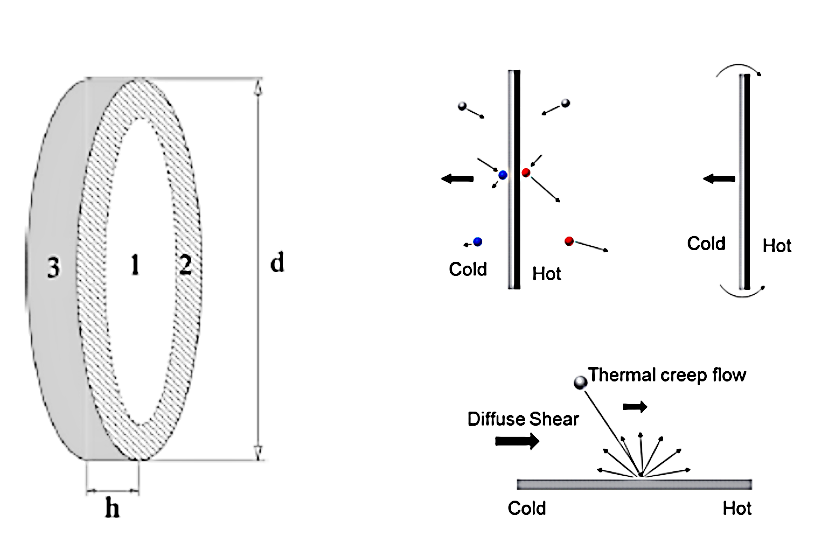 3
1
2
d
h
Cold
Hot
Cold
Hot
Thermal creep flow
Diffuse Shear
Cold
Hot